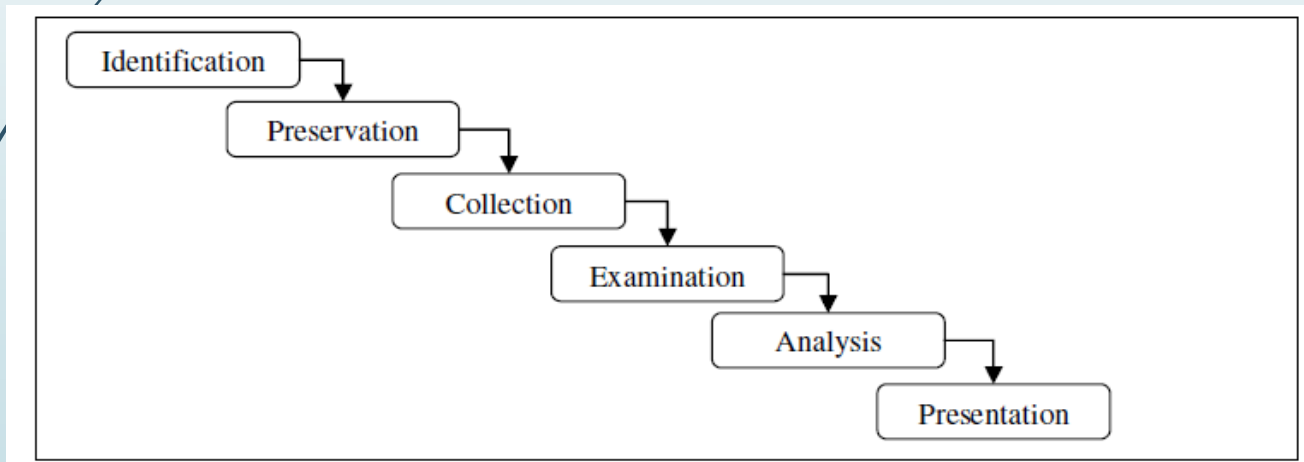 Identification
Preservation
Collection
Examination
Analysis
Presentation